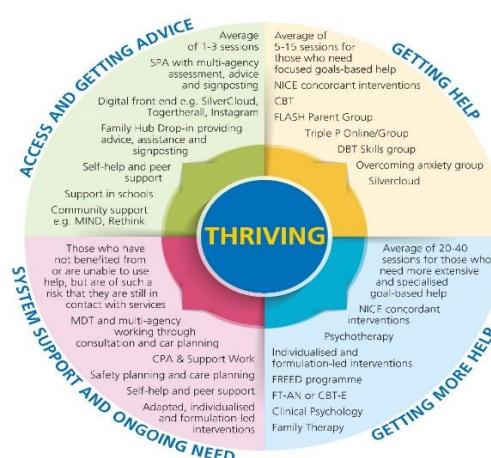 ACCESS AND GETTING ADVICE
Average
of 1-3 sessions
SPA with multi-agency
assessment, advice
and signposting
Digital front end e.g. SilverCloud,
Togertherall, Instagram
Family Hub Drop-in providing
advice, assistance and
signposting
Self-help and peer
support
Support in schools
Community support
e.g. MIND, Rethink
GETTING HELP
Average of
5-15 sessions for
those who need
focused goals-based help
NICE concordant interventions
CBT
FLASH Parent Group
Triple P Online/Group
DBT Skills group
Overcoming anxiety group
Silvercloud
THRIVING
SYSTEM SUPPORT AND ONGOING NEED
Those who have
not benefited from
or are unable to use
help, but are of such a
risk that they are still in
contact with services
MDT and multi-agency
working through
consultation and car planning
CPA & Support Work
Safety planning and care planning
Self-help and peer support
Adapted, individualised
and formulation-led
interventions
GETTING MORE HELP
Average of 20-40
sessions for those who
need more extensive
and specialised
goal-based help
NICE concordant
interventions
Psychotherapy
Individualised and
formulation-led interventions
FREED programme
FT-AN or CBT-E
Clinical Psychology
Family Therapy